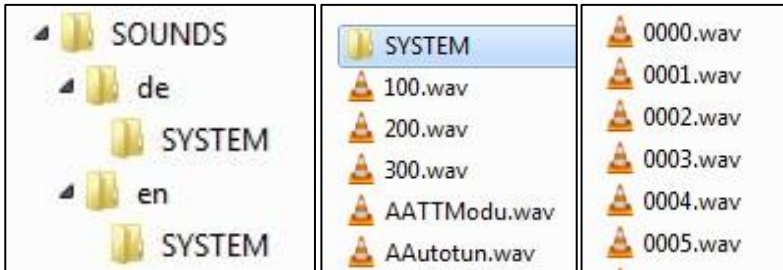 SOUNDS
de
SYSTEM
en
SYSTEM
SYSTEM
100.wav
200.wav
300.wav
AATTModu.wav
AAutotun.wav
0000.wav
0001.wav
0002.wav
0003.wav
0004.wav
0005.wav